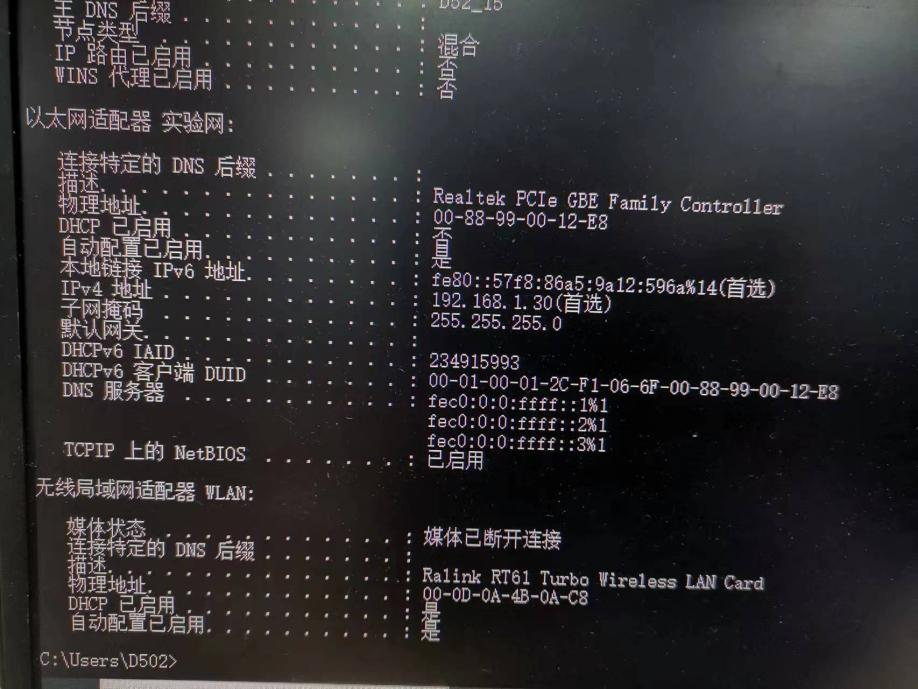 主 DNS 后缀 . . . . . . . . . . . . . : D52_15
节点类型 . . . . . . . . . . . . : 混合
IP 路由已启用 . . . . . . . . . . : 否
WINS 代理已启用 . . . . . . . . . : 否
以太网适配器 实验网:
连接特定的 DNS 后缀 . . . . . . . :
描述. . . . . . . . . . . . . . . : Realtek PCIe GBE Family Controller
物理地址. . . . . . . . . . . . . : 00-88-99-00-12-E8
DHCP 已启用 . . . . . . . . . . . : 否
自动配置已启用. . . . . . . . . . : 是
本地链接 IPv6 地址. . . . . . . . : fe80::57f8:86a5:9a12:596a%14(首选)
IPv4 地址 . . . . . . . . . . . . : 192.168.1.30(首选)
子网掩码 . . . . . . . . . . . . : 255.255.255.0
默认网关. . . . . . . . . . . . . :
DHCPv6 IAID . . . . . . . . . . . : 234915993
DHCPv6 客户端 DUID . . . . . . . : 00-01-00-01-2C-F1-06-6F-00-88-99-00-12-E8
DNS 服务器 . . . . . . . . . . . : fec0:0:0:ffff::1%1
fec0:0:0:ffff::2%1
fec0:0:0:ffff::3%1
TCPIP 上的 NetBIOS . . . . . . . : 已启用
无线局域网适配器 WLAN:
媒体状态 . . . . . . . . . . . . : 媒体已断开连接
连接特定的 DNS 后缀 . . . . . . . :
描述. . . . . . . . . . . . . . . : Ralink RT61 Turbo Wireless LAN Card
物理地址. . . . . . . . . . . . . : 00-0D-0A-4B-0A-C8
DHCP 已启用 . . . . . . . . . . . : 是
自动配置已启用. . . . . . . . . . : 是
C:\Users\D502>